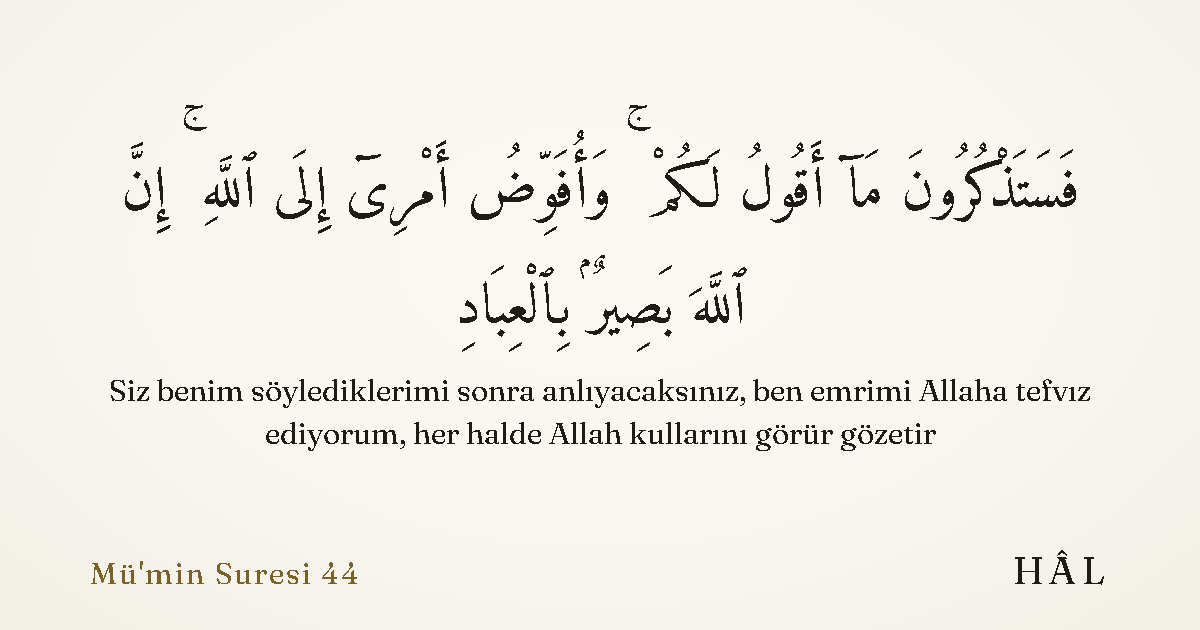 فَسَتَذْكُرُونَ مَآ أَقُولُ لَكُمْ ۚ وَأُفَوِّضُ أَمْرِىٓ إِلَى ٱللَّهِ ۚ إِنَّ
ٱللَّهَ بَصِيرٌۢ بِٱلْعِبَادِ
Siz benim söylediklerimi sonra anlıyacaksınız, ben emrimi Allaha tefvız
ediyorum, her halde Allah kullarını görür gözetir
Mü'min Suresi 44
HÂL